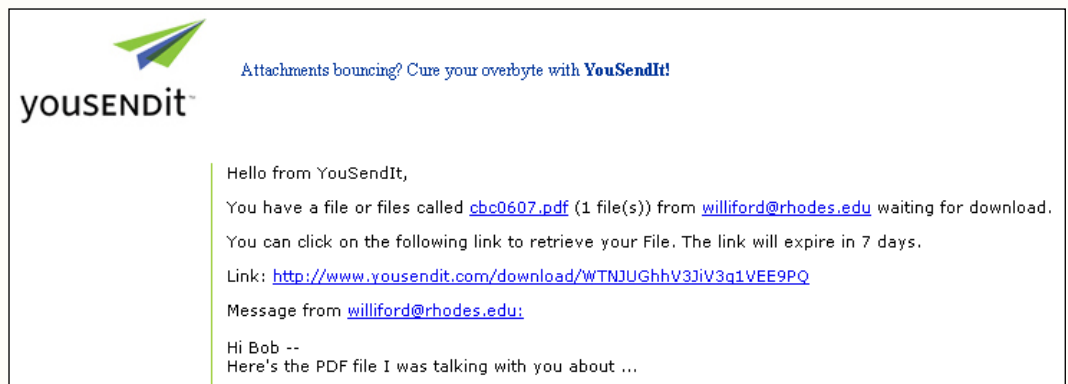 Attachments bouncing? Cure your overbyte with YouSendIt!
youSENDit™
Hello from YouSendIt,
You have a file or files called cbc0607.pdf (1 file(s)) from williford@rhodes.edu waiting for download.
You can click on the following link to retrieve your File. The link will expire in 7 days.
Link: http://www.yousendit.com/download/WTNJUGhhV3JiV3q1VEE9PQ
Message from williford@rhodes.edu:
Hi Bob --
Here's the PDF file I was talking with you about ...